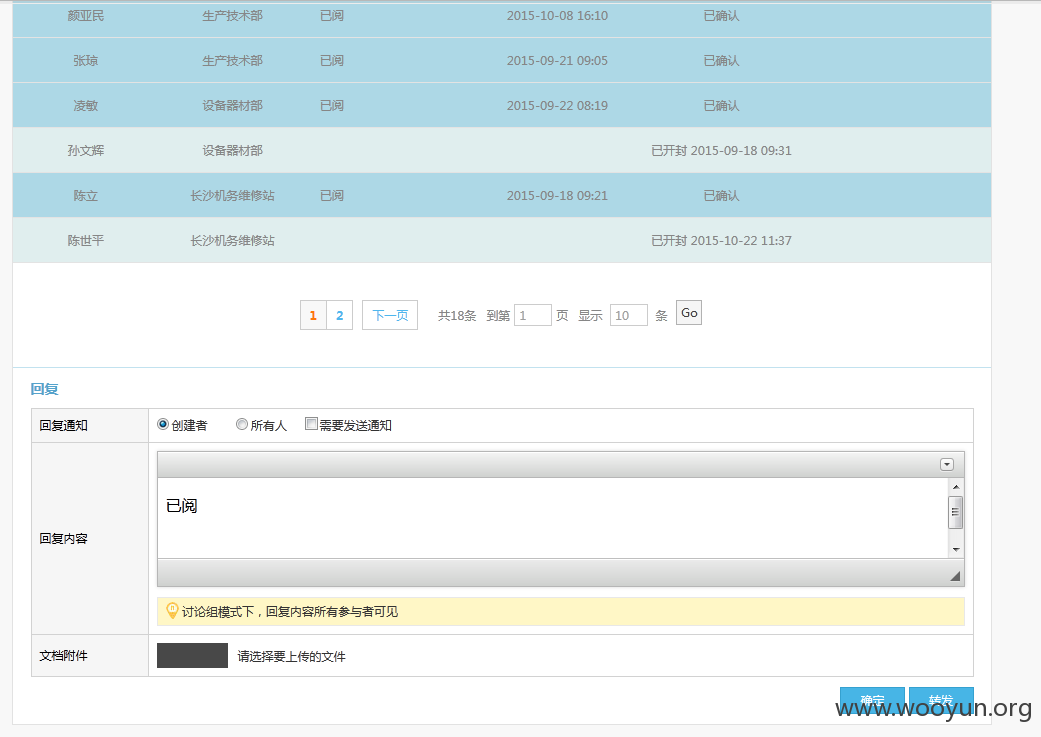 颜亚民 生产技术部 已阅 2015-10-08 16:10 已确认
张琼 生产技术部 已阅 2015-09-21 09:05 已确认
凌敏 设备器材部 已阅 2015-09-22 08:19 已确认
孙文辉 设备器材部 已开封 2015-09-18 09:31
陈立 长沙机务维修站 已阅 2015-09-18 09:21 已确认
陈世平 长沙机务维修站 已开封 2015-10-22 11:37
1 2 下一页 共18条 到第 1 页 显示 10 条 Go
回复
回复通知 创建者 所有人 需要发送通知
已阅
回复内容
讨论组模式下，回复内容所有参与者可见
文档附件 请选择要上传的文件
确定 转发
www.wooyun.org